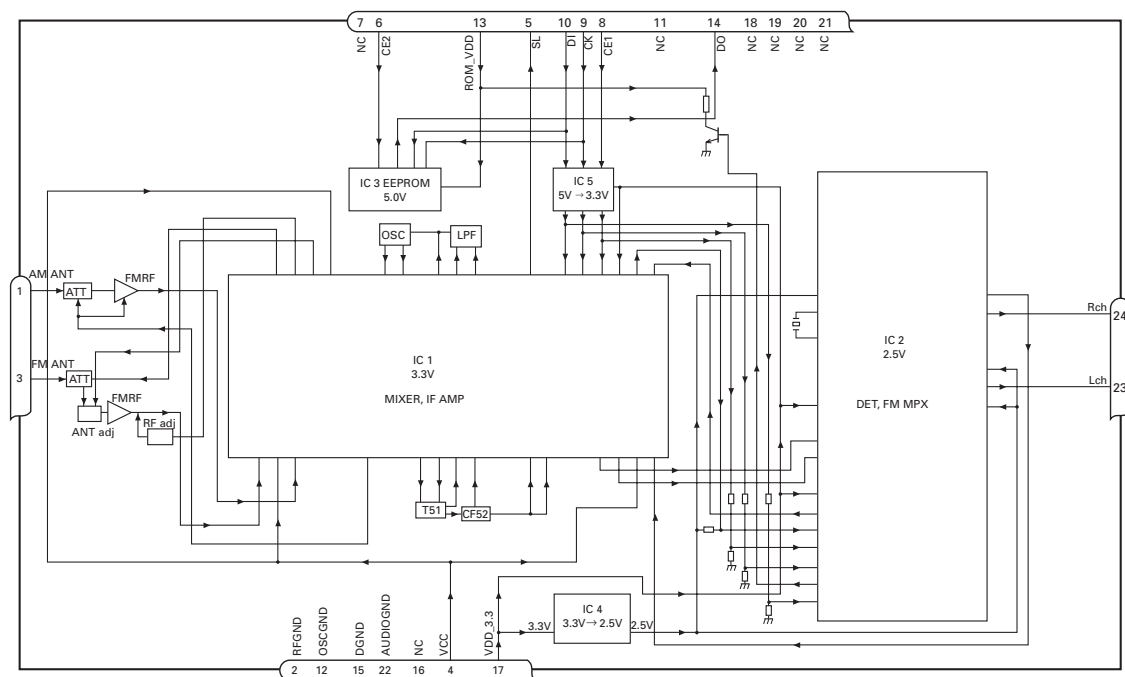 7 6 13 5 10 9 8 11 14 18 19 20 21
NC CE2 ROM_VDD SL DI CK CE1 NC DO NC NC NC NC
IC 3 EEPROM
5.0V
IC 5
5V → 3.3V
OSC LPF
AM ANT
1
ATT
FMRF
FM ANT
3
ATT
FMRF
ANT adj
RF adj
IC 1
3.3V
MIXER, IF AMP
IC 2
2.5V
DET, FM MPX
Rch
24
Lch
23
T51
CF52
IC 4
3.3V → 2.5V
3.3V
2.5V
RFGND OSCGND DGND AUDIOGND NC VCC VDD_3.3
2 12 15 22 16 4 17